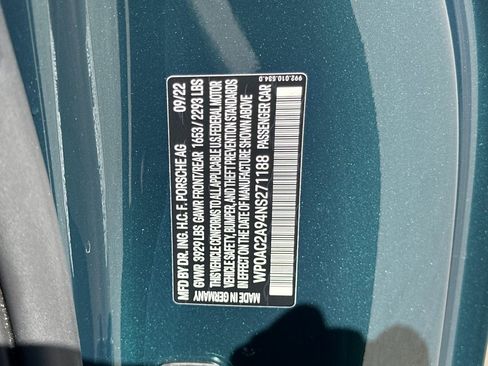 992.010.534.D
MFD BY DR. ING. H.C. F. PORSCHE AG 09/22
GVWR 3929 LBS GAWR FRONT/REAR 1653 / 2293 LBS
THIS VEHICLE CONFORMS TO ALL APPLICABLE US FEDERAL MOTOR
VEHICLE SAFETY, BUMPER, AND THEFT PREVENTION STANDARDS
IN EFFECT ON THE DATE OF MANUFACTURE SHOWN ABOVE.
WP0AC2A94NS271188 PASSENGER CAR
MADE IN GERMANY